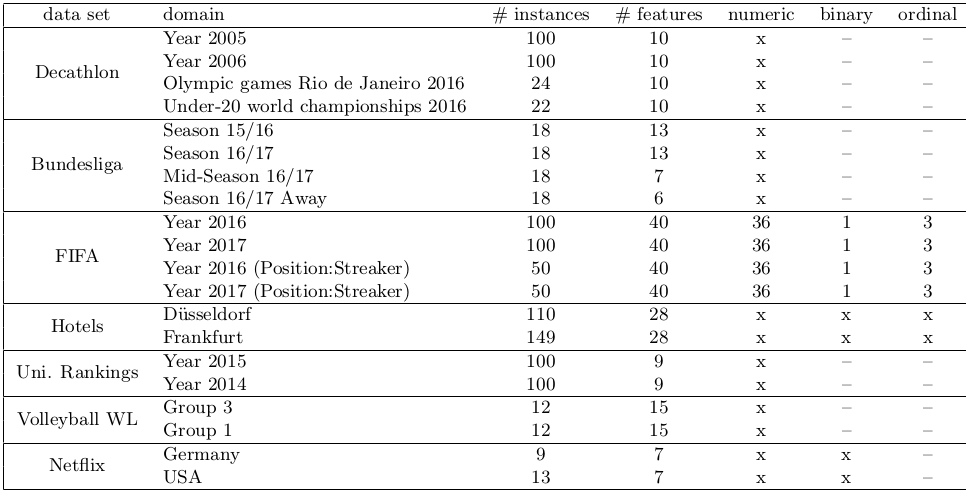 data set domain # instances # features numeric binary ordinal
Decathlon
Year 2005 100 10 x – –
Year 2006 100 10 x – –
Olympic games Rio de Janeiro 2016 24 10 x – –
Under-20 world championships 2016 22 10 x – –
Bundesliga
Season 15/16 18 13 x – –
Season 16/17 18 13 x – –
Mid-Season 16/17 18 7 x – –
Season 16/17 Away 18 6 x – –
FIFA
Year 2016 100 40 36 1 3
Year 2017 100 40 36 1 3
Year 2016 (Position:Streaker) 50 40 36 1 3
Year 2017 (Position:Streaker) 50 40 36 1 3
Hotels
Düsseldorf 110 28 x x x
Frankfurt 149 28 x x x
Uni. Rankings
Year 2015 100 9 x – –
Year 2014 100 9 x – –
Volleyball WL
Group 3 12 15 x – –
Group 1 12 15 x – –
Netflix
Germany 9 7 x x –
USA 13 7 x x –